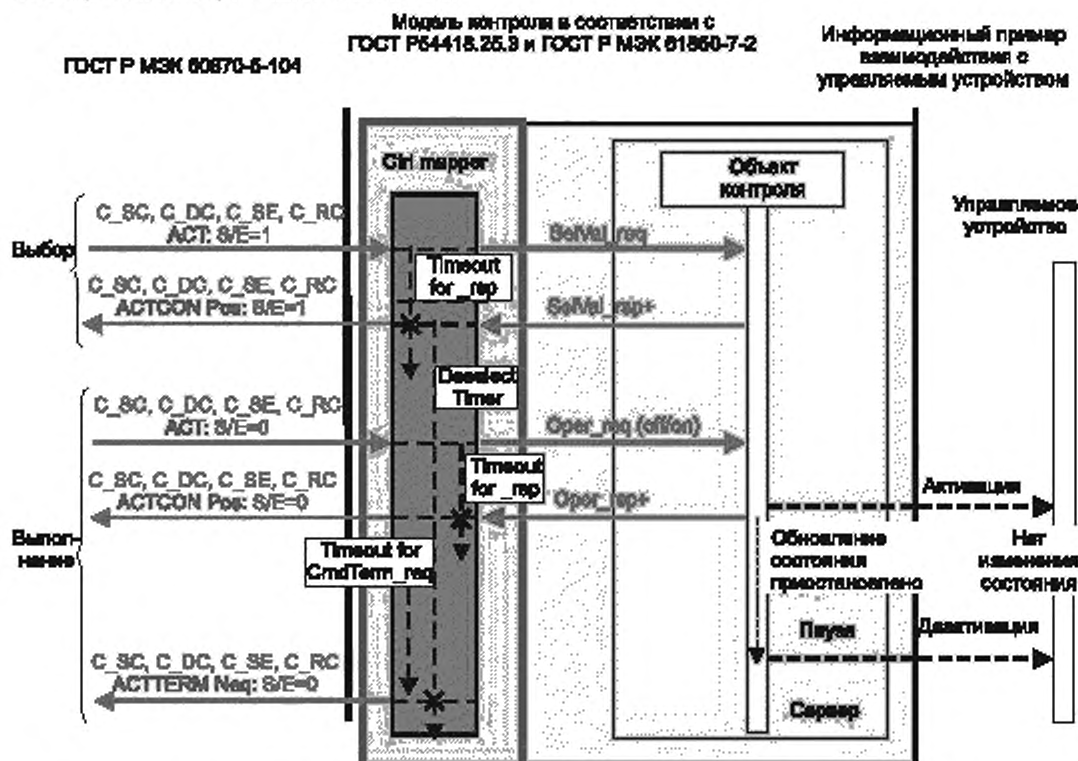 Модель контроля в соответствии с
ГОСТ Р54418.25.3 и ГОСТ Р МЭК 61850-7-2
ГОСТ Р МЭК 60870-5-104
Информационный пример
взаимодействия с
управляемым устройством
Ctrl mapper
Объект
контроля
Управляемое
устройство
Выбор
C_SC, C_DC, C_SE, C_RC
ACT: S/E=1
SelVal_req
Timeout
for _rsp
C_SC, C_DC, C_SE, C_RC
ACTCON Pos: S/E=1
SelVal_rsp+
Deselect
Timer
C_SC, C_DC, C_SE, C_RC
ACT: S/E=0
Oper_req (off/on)
Timeout
for _rsp
C_SC, C_DC, C_SE, C_RC
ACTCON Pos: S/E=0
Oper_rsp+
Активация
Выпол-
нение
Timeout for
CmdTerm_req
Обновление
состояния
приостановлено
Нет
изменения
состояния
Пауза
Деактивация
C_SC, C_DC, C_SE, C_RC
ACTTERM Neq: S/E=0
Сервер